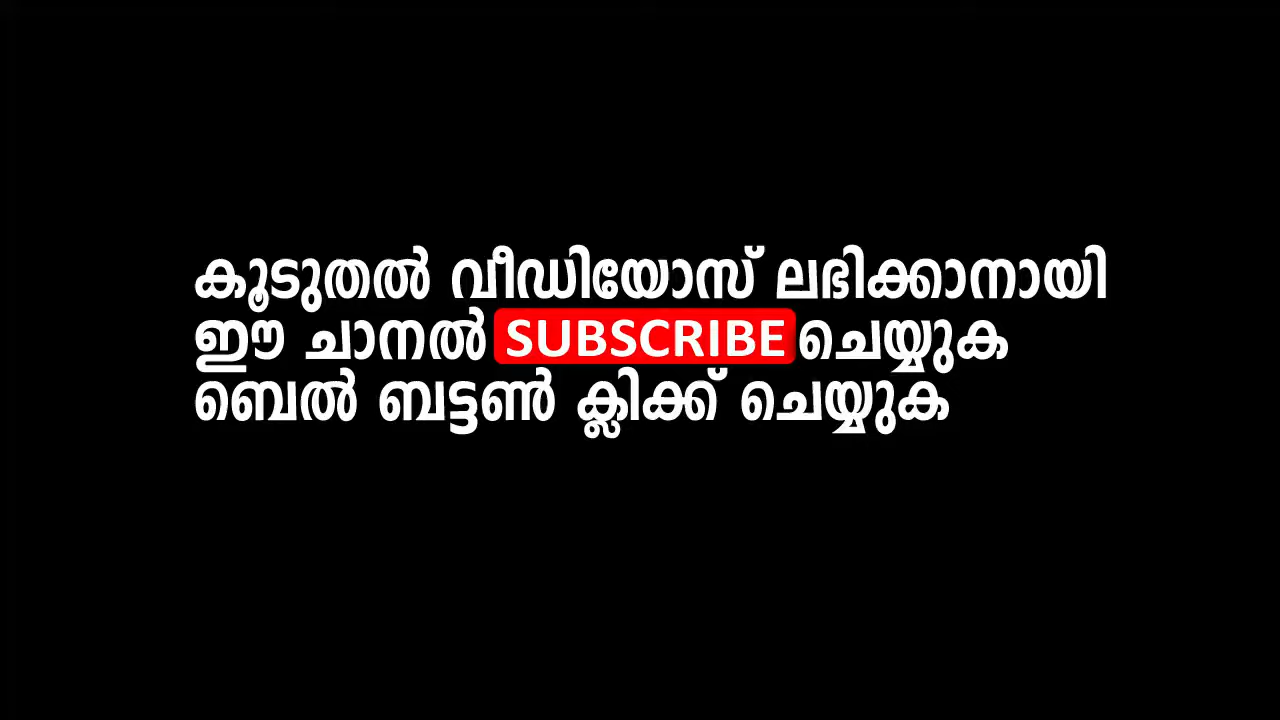 കൂടുതൽ വീഡിയോസ് ലഭിക്കാനായി
ഈ ചാനൽ SUBSCRIBE ചെയ്യുക
ബെൽ ബട്ടൺ ക്ലിക്ക് ചെയ്യുക